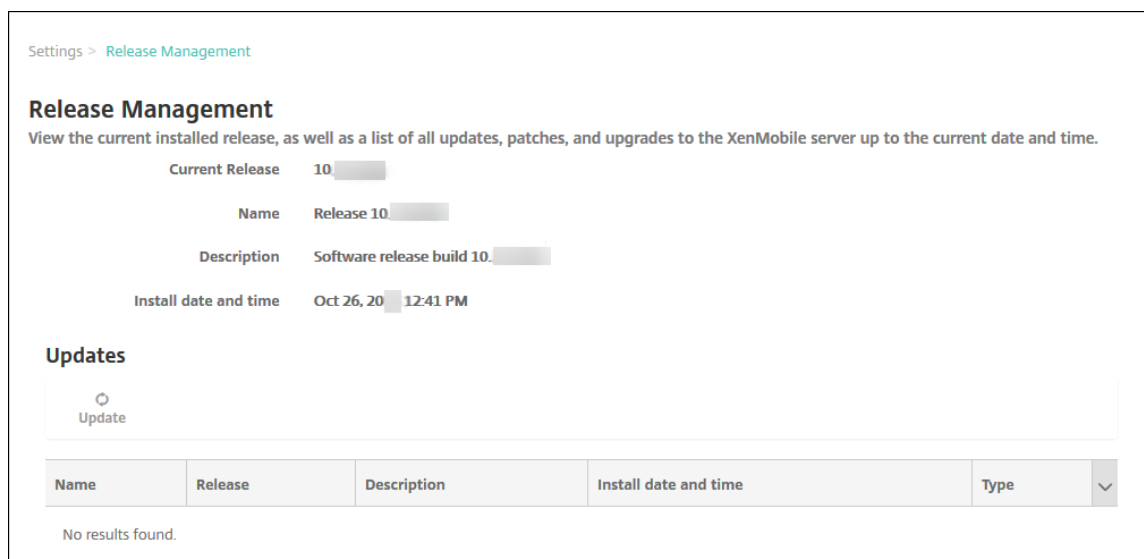 Settings > Release Management
Release Management
View the current installed release, as well as a list of all updates, patches, and upgrades to the XenMobile server up to the current date and time.
Current Release 10.
Name Release 10.
Description Software release build 10.
Install date and time Oct 26, 20 12:41 PM
Updates
Update
Name Release Description Install date and time Type
No results found.